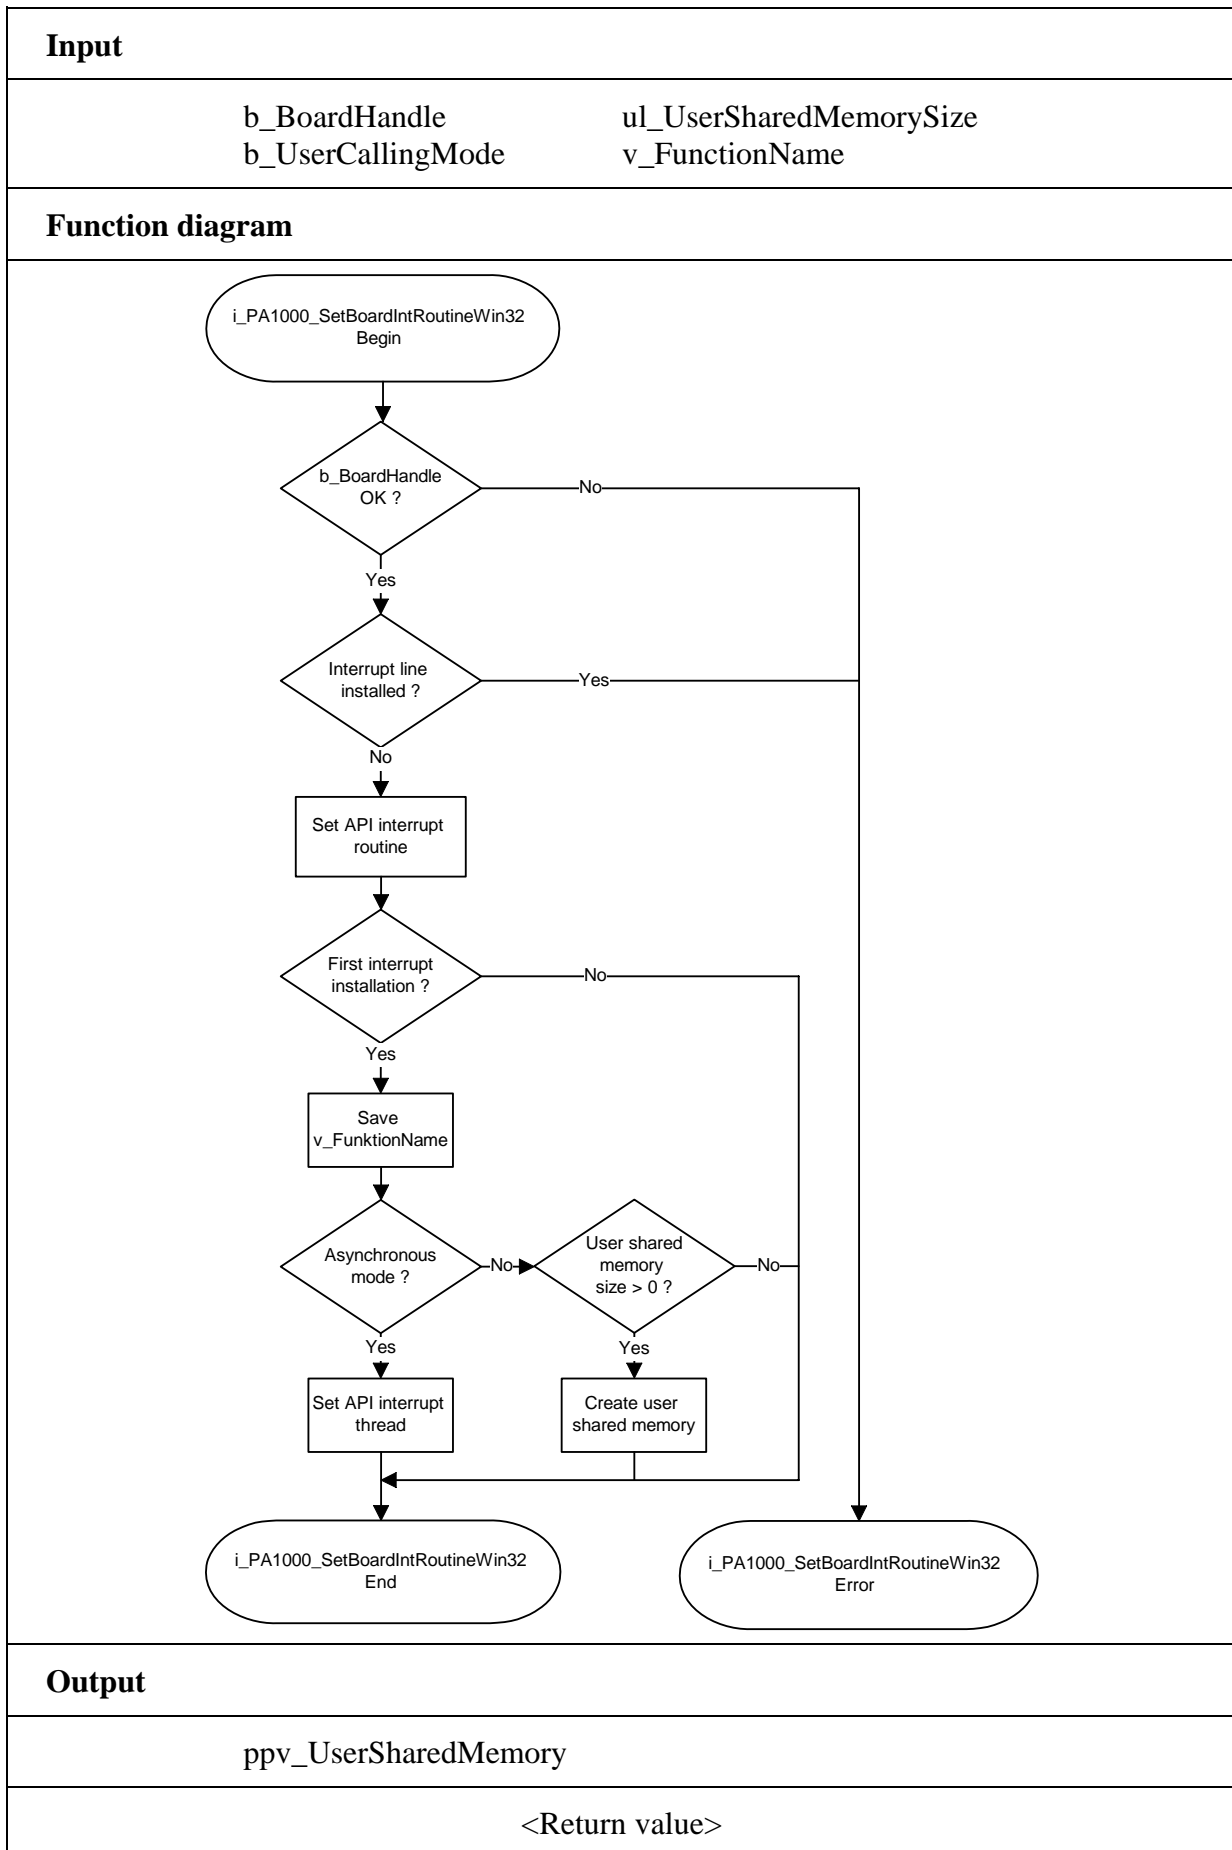 Input
b_BoardHandle ul_UserSharedMemorySize
b_UserCallingMode v_FunctionName
Function diagram
i_PA1000_SetBoardIntRoutineWin32
Begin
b_BoardHandle
OK ?
No
Yes
Interrupt line
installed ?
Yes
No
Set API interrupt
routine
First interrupt
installation ?
No
Yes
Save
v_FunktionName
Asynchronous
mode ?
No
User shared
memory
size > 0 ?
No
Yes
Yes
Set API interrupt
thread
Create user
shared memory
i_PA1000_SetBoardIntRoutineWin32
End
i_PA1000_SetBoardIntRoutineWin32
Error
Output
ppv_UserSharedMemory
<Return value>